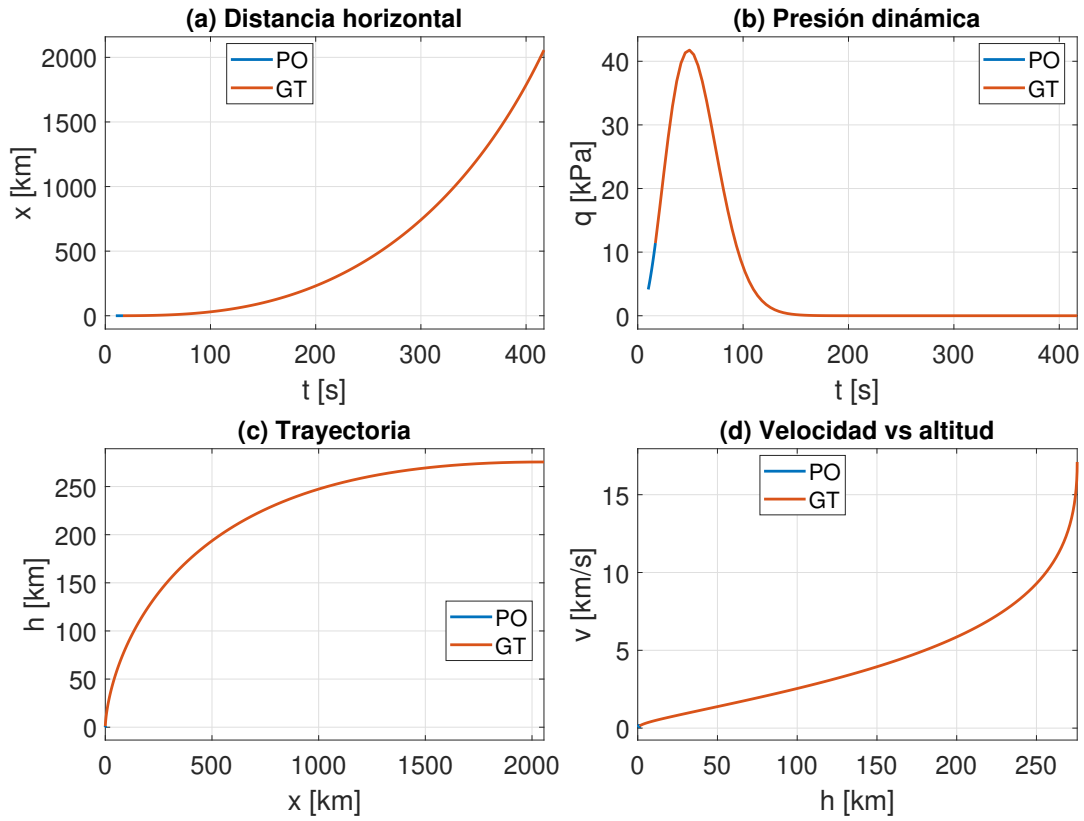 (a) Distancia horizontal
2000
1500
1000
500
0
x [km]
PO
GT
0 100 200 300 400
t [s]
(b) Presión dinámica
40
30
20
10
0
q [kPa]
PO
GT
0 100 200 300 400
t [s]
(c) Trayectoria
250
200
150
100
50
0
h [km]
PO
GT
0 500 1000 1500 2000
x [km]
(d) Velocidad vs altitud
15
10
5
0
v [km/s]
PO
GT
0 50 100 150 200 250
h [km]